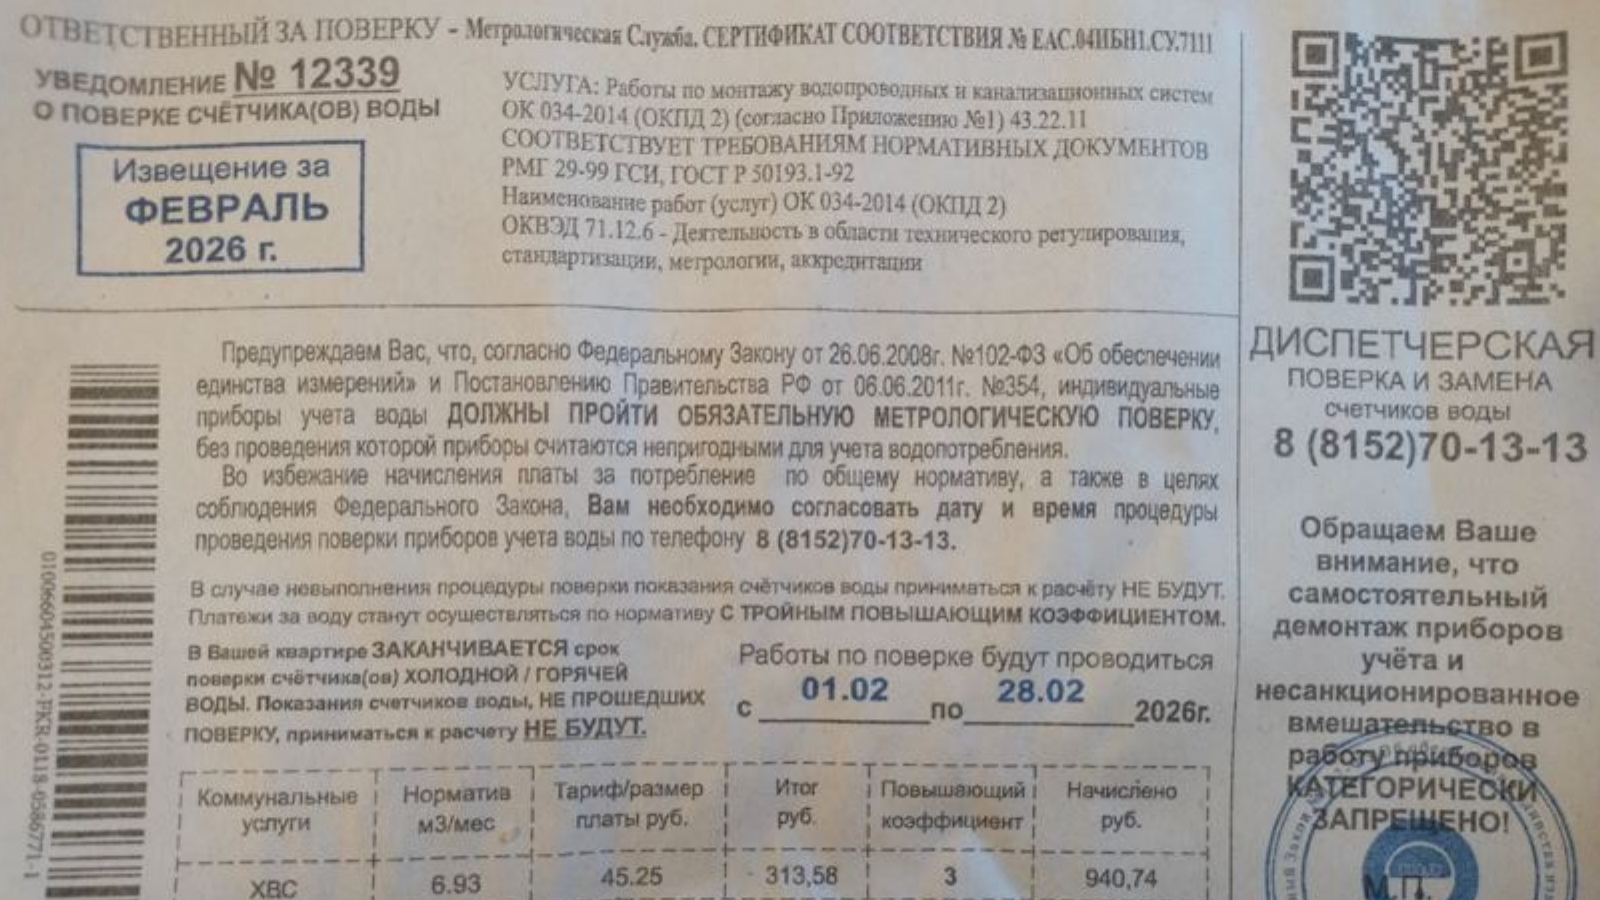 ОТВЕТСТВЕННЫЙ ЗА ПОВЕРКУ - Метрологическая Служба. СЕРТИФИКАТ СООТВЕТСТВИЯ № ЕАС.04ИБН1.СУ.7111
УВЕДОМЛЕНИЕ № 12339
О ПОВЕРКЕ СЧЁТЧИКА(ОВ) ВОДЫ
Извещение за
ФЕВРАЛЬ
2026 г.
УСЛУГА: Работы по монтажу водопроводных и канализационных систем
ОК 034-2014 (ОКПД 2) (согласно Приложению №1) 43.22.11
СООТВЕТСТВУЕТ ТРЕБОВАНИЯМ НОРМАТИВНЫХ ДОКУМЕНТОВ
РМГ 29-99 ГСИ, ГОСТ Р 50193.1-92
Наименование работ (услуг) ОК 034-2014 (ОКПД 2)
ОКВЭД 71.12.6 - Деятельность в области технического регулирования,
стандартизации, метрологии, аккредитации
Предупреждаем Вас, что, согласно Федеральному Закону от 26.06.2008г. №102-ФЗ «Об обеспечении
единства измерений» и Постановлению Правительства РФ от 06.06.2011г. №354, индивидуальные
приборы учета воды ДОЛЖНЫ ПРОЙТИ ОБЯЗАТЕЛЬНУЮ МЕТРОЛОГИЧЕСКУЮ ПОВЕРКУ,
без проведения которой приборы считаются непригодными для учета водопотребления.
Во избежание начисления платы за потребление по общему нормативу, а также в целях
соблюдения Федерального Закона, Вам необходимо согласовать дату и время процедуры
проведения поверки приборов учета воды по телефону 8 (8152)70-13-13.
В случае невыполнения процедуры поверки показания счётчиков воды приниматься к расчёту НЕ БУДУТ.
Платежи за воду станут осуществляться по нормативу С ТРОЙНЫМ ПОВЫШАЮЩИМ КОЭФФИЦИЕНТОМ.
В Вашей квартире ЗАКАНЧИВАЕТСЯ срок
поверки счётчика(ов) ХОЛОДНОЙ / ГОРЯЧЕЙ
ВОДЫ. Показания счетчиков воды, НЕ ПРОШЕДШИХ
ПОВЕРКУ, приниматься к расчету НЕ БУДУТ.
Работы по поверке будут проводиться
с 01.02 по 28.02 2026г.
Коммунальные услуги | Норматив м3/мес | Тариф/размер платы руб. | Итог руб. | Повышающий коэффициент | Начислено руб.
ХВС | 6.93 | 45.25 | 313,58 | 3 | 940,74
ДИСПЕТЧЕРСКАЯ
ПОВЕРКА И ЗАМЕНА
счетчиков воды
8 (8152)70-13-13
Обращаем Ваше
внимание, что
самостоятельный
демонтаж приборов
учёта и
несанкционированное
вмешательство в
работу приборов
КАТЕГОРИЧЕСКИ
ЗАПРЕЩЕНО!
М.П.